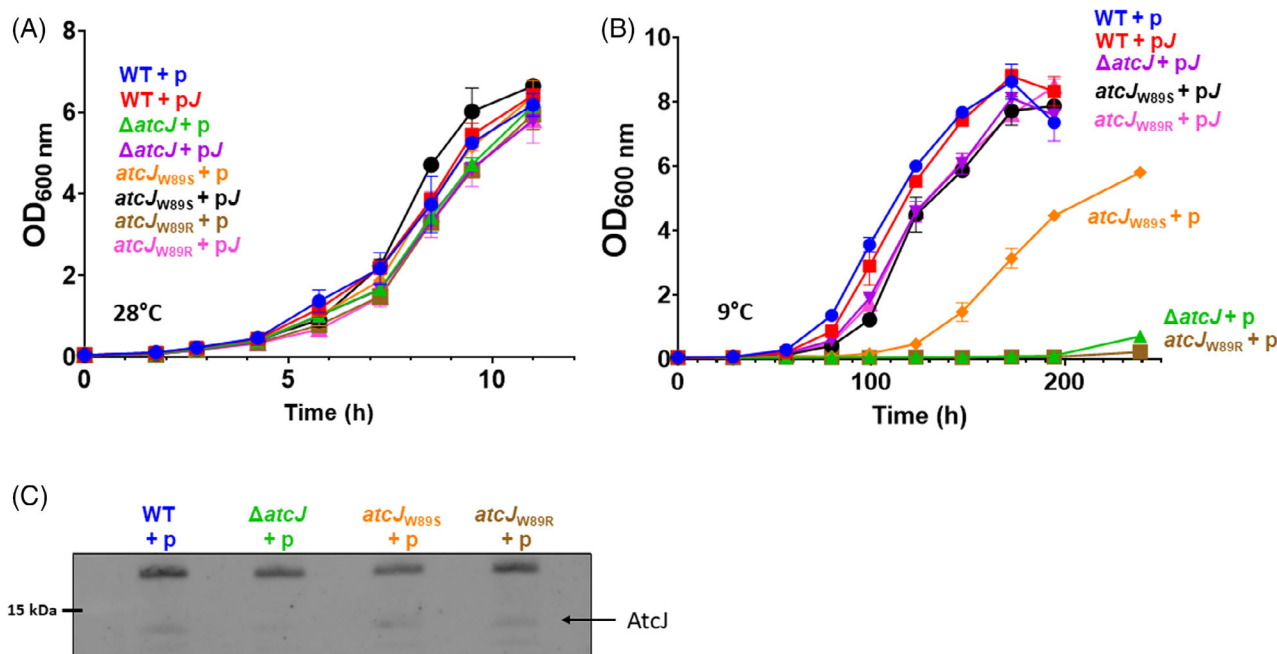 (A)
OD600 nm
8
6
4
2
0
WT + p
WT + pJ
ΔatcJ + p
ΔatcJ + pJ
atcJW89S + p
atcJW89S + pJ
atcJW89R + p
atcJW89R + pJ
28°C
0 5 10
Time (h)
(B)
OD600 nm
10
8
6
4
2
0
WT + p
WT + pJ
ΔatcJ + pJ
atcJW89S + pJ
atcJW89R + pJ
atcJW89S + p
9°C
ΔatcJ + p
atcJW89R + p
0 100 200
Time (h)
(C)
WT ΔatcJ atcJW89S atcJW89R
+ p + p + p + p
15 kDa
AtcJ